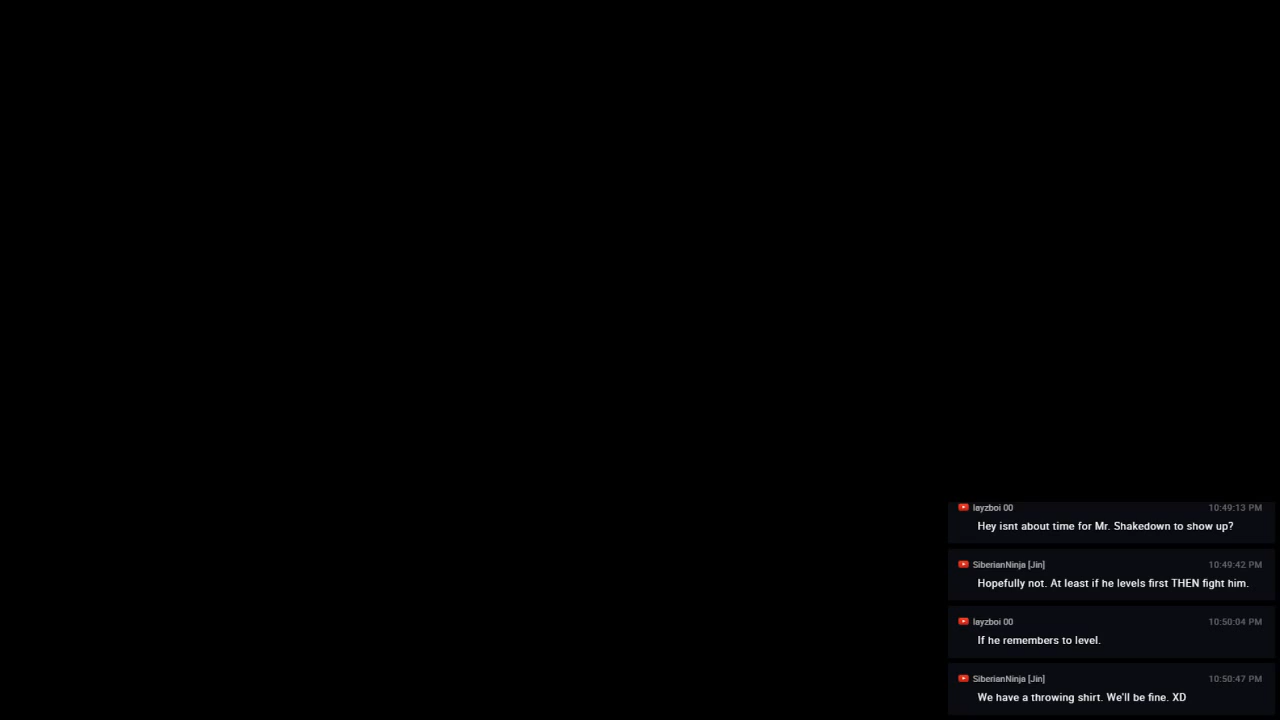 layzboi 00 10:49:13 PM
Hey isnt about time for Mr. Shakedown to show up?
SiberianNinja [Jin] 10:49:42 PM
Hopefully not. At least if he levels first THEN fight him.
layzboi 00 10:50:04 PM
If he remembers to level.
SiberianNinja [Jin] 10:50:47 PM
We have a throwing shirt. We'll be fine. XD